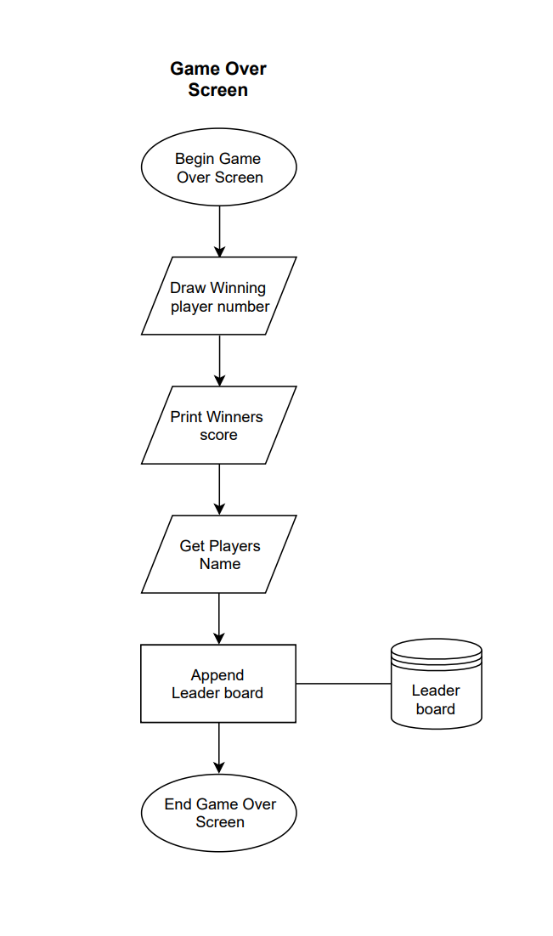 Game Over
Screen
Begin Game
Over Screen
Draw Winning
player number
Print Winners
score
Get Players
Name
Append
Leader board
Leader
board
End Game Over
Screen